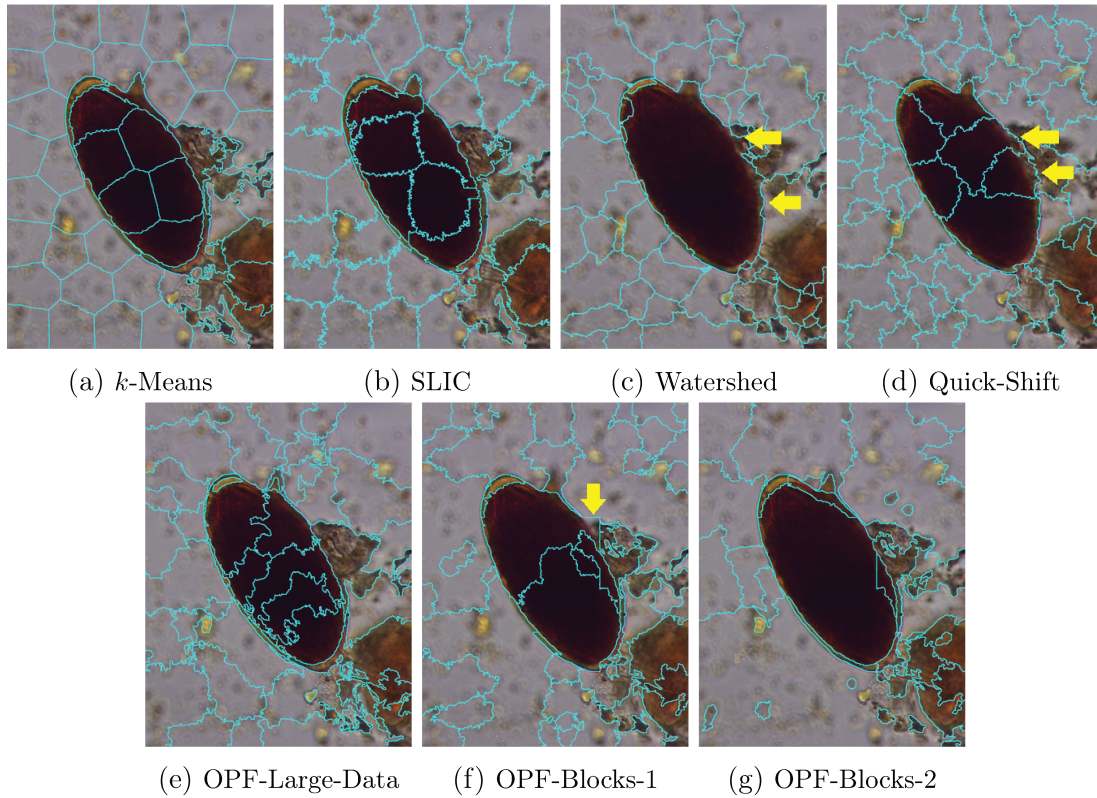 (a) k-Means (b) SLIC (c) Watershed (d) Quick-Shift
(e) OPF-Large-Data (f) OPF-Blocks-1 (g) OPF-Blocks-2